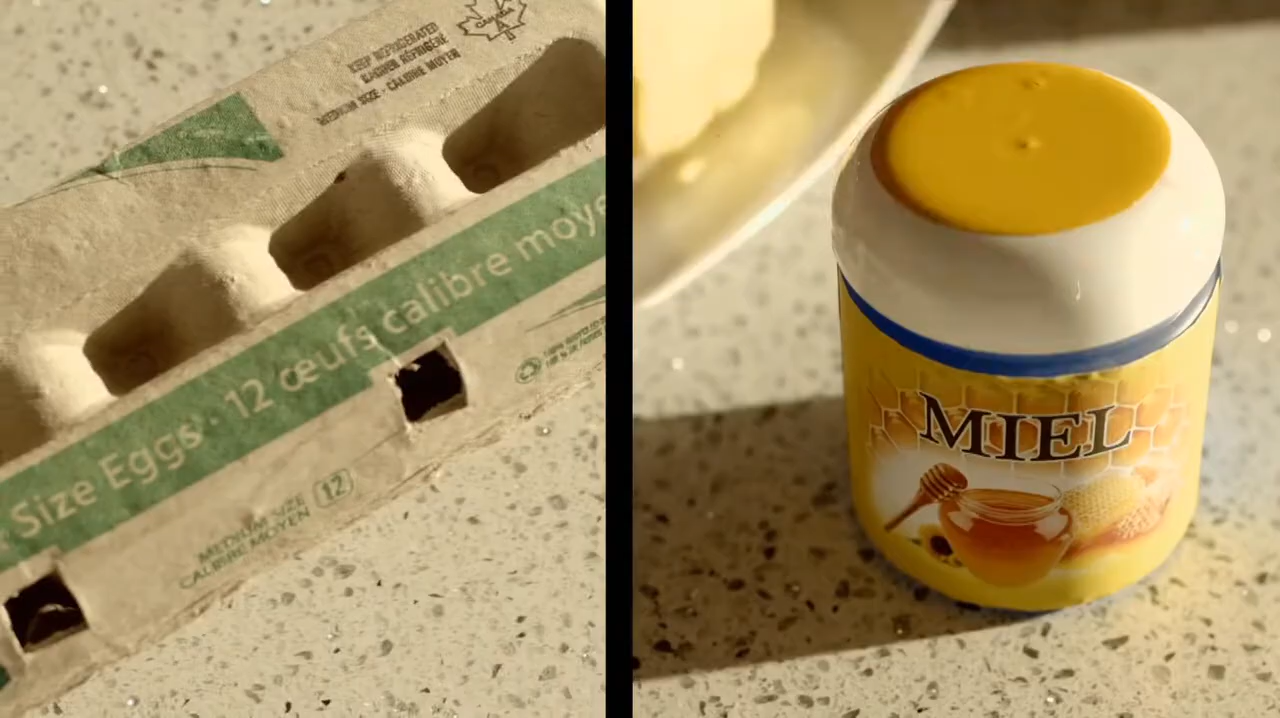 CANADA
A
KEEP REFRIGERATED
GARDER RÉFRIGÉRÉ
MEDIUM SIZE · CALIBRE MOYEN
Size Eggs · 12 œufs calibre moye
MEDIUM SIZE
CALIBRE MOYEN
12
MIEL